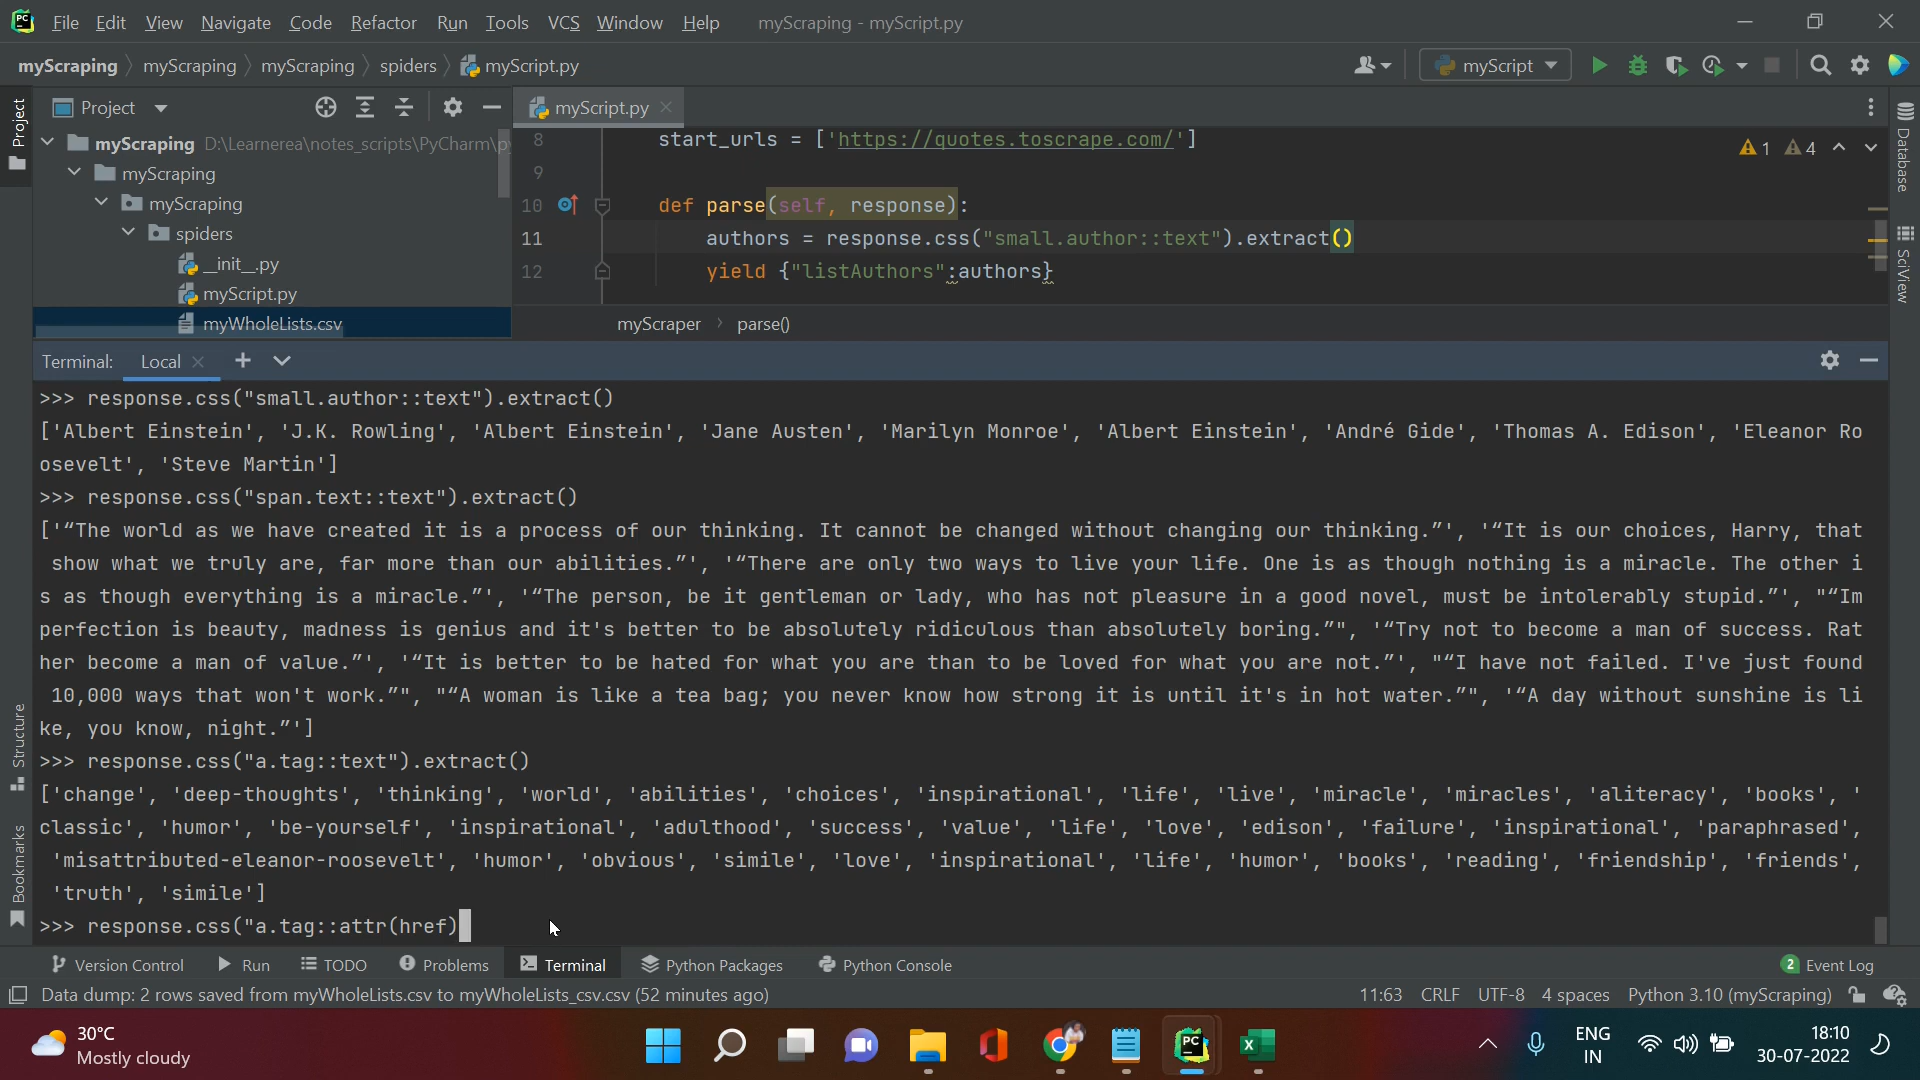 File Edit View Navigate Code Refactor Run Tools VCS Window Help myScraping - myScript.py
myScraping myScraping myScraping spiders myScript.py myScript
Project myScript.py
myScraping D:\Learnerea\notes_scripts\PyCharm\p
myScraping
myScraping
spiders
__init__.py
myScript.py
myWholeLists.csv
8 start_urls = ['https://quotes.toscrape.com/']
1 4
9
10 def parse(self, response):
11 authors = response.css("small.author::text").extract()
12 yield {"listAuthors":authors}
myScraper parse()
Project
Structure
Bookmarks
Database
SciView
Terminal: Local
>>> response.css("small.author::text").extract()
['Albert Einstein', 'J.K. Rowling', 'Albert Einstein', 'Jane Austen', 'Marilyn Monroe', 'Albert Einstein', 'André Gide', 'Thomas A. Edison', 'Eleanor Ro
osevelt', 'Steve Martin']
>>> response.css("span.text::text").extract()
['“The world as we have created it is a process of our thinking. It cannot be changed without changing our thinking.”', '“It is our choices, Harry, that
show what we truly are, far more than our abilities.”', '“There are only two ways to live your life. One is as though nothing is a miracle. The other i
s as though everything is a miracle.”', '“The person, be it gentleman or lady, who has not pleasure in a good novel, must be intolerably stupid.”', "“Im
perfection is beauty, madness is genius and it's better to be absolutely ridiculous than absolutely boring.”", '“Try not to become a man of success. Rat
her become a man of value.”', '“It is better to be hated for what you are than to be loved for what you are not.”', "“I have not failed. I've just found
10,000 ways that won't work.”", "“A woman is like a tea bag; you never know how strong it is until it's in hot water.”", '“A day without sunshine is li
ke, you know, night.”']
>>> response.css("a.tag::text").extract()
['change', 'deep-thoughts', 'thinking', 'world', 'abilities', 'choices', 'inspirational', 'life', 'live', 'miracle', 'miracles', 'aliteracy', 'books', '
classic', 'humor', 'be-yourself', 'inspirational', 'adulthood', 'success', 'value', 'life', 'love', 'edison', 'failure', 'inspirational', 'paraphrased',
'misattributed-eleanor-roosevelt', 'humor', 'obvious', 'simile', 'love', 'inspirational', 'life', 'humor', 'books', 'reading', 'friendship', 'friends',
'truth', 'simile']
>>> response.css("a.tag::attr(href)
Version Control Run TODO Problems Terminal Python Packages Python Console 2 Event Log
Data dump: 2 rows saved from myWholeLists.csv to myWholeLists_csv.csv (52 minutes ago) 11:63 CRLF UTF-8 4 spaces Python 3.10 (myScraping)
30°C
Mostly cloudy
ENG
IN
18:10
30-07-2022